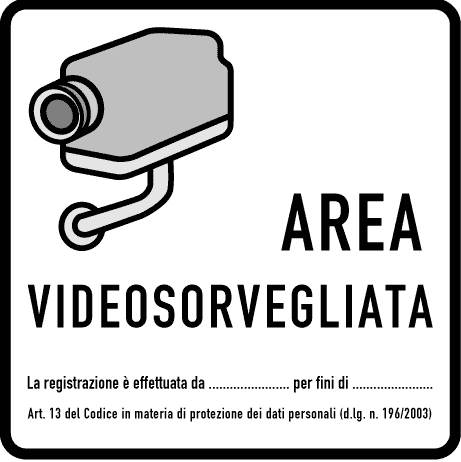 AREA
VIDEOSORVEGLIATA
La registrazione è effettuata da ....................... per fini di .......................
Art. 13 del Codice in materia di protezione dei dati personali (d.lg. n. 196/2003)